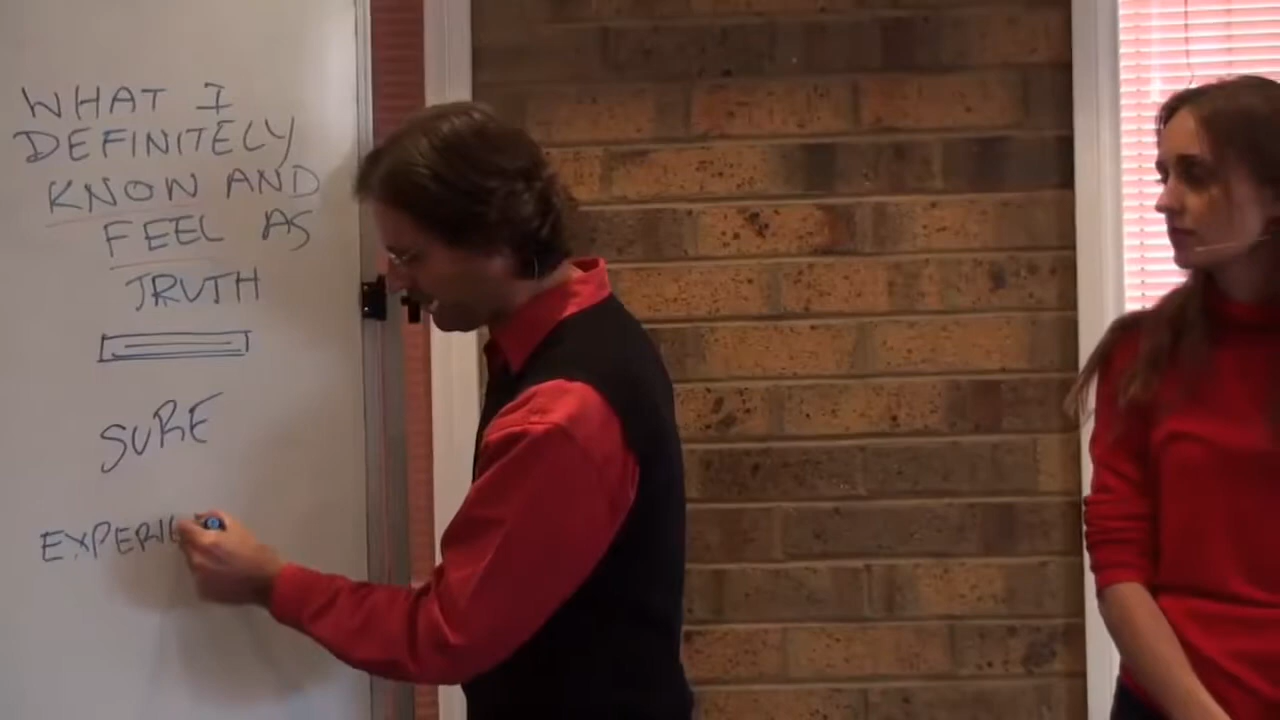 WHAT I
DEFINITELY
KNOW AND
FEEL AS
TRUTH
SURE
EXPERI